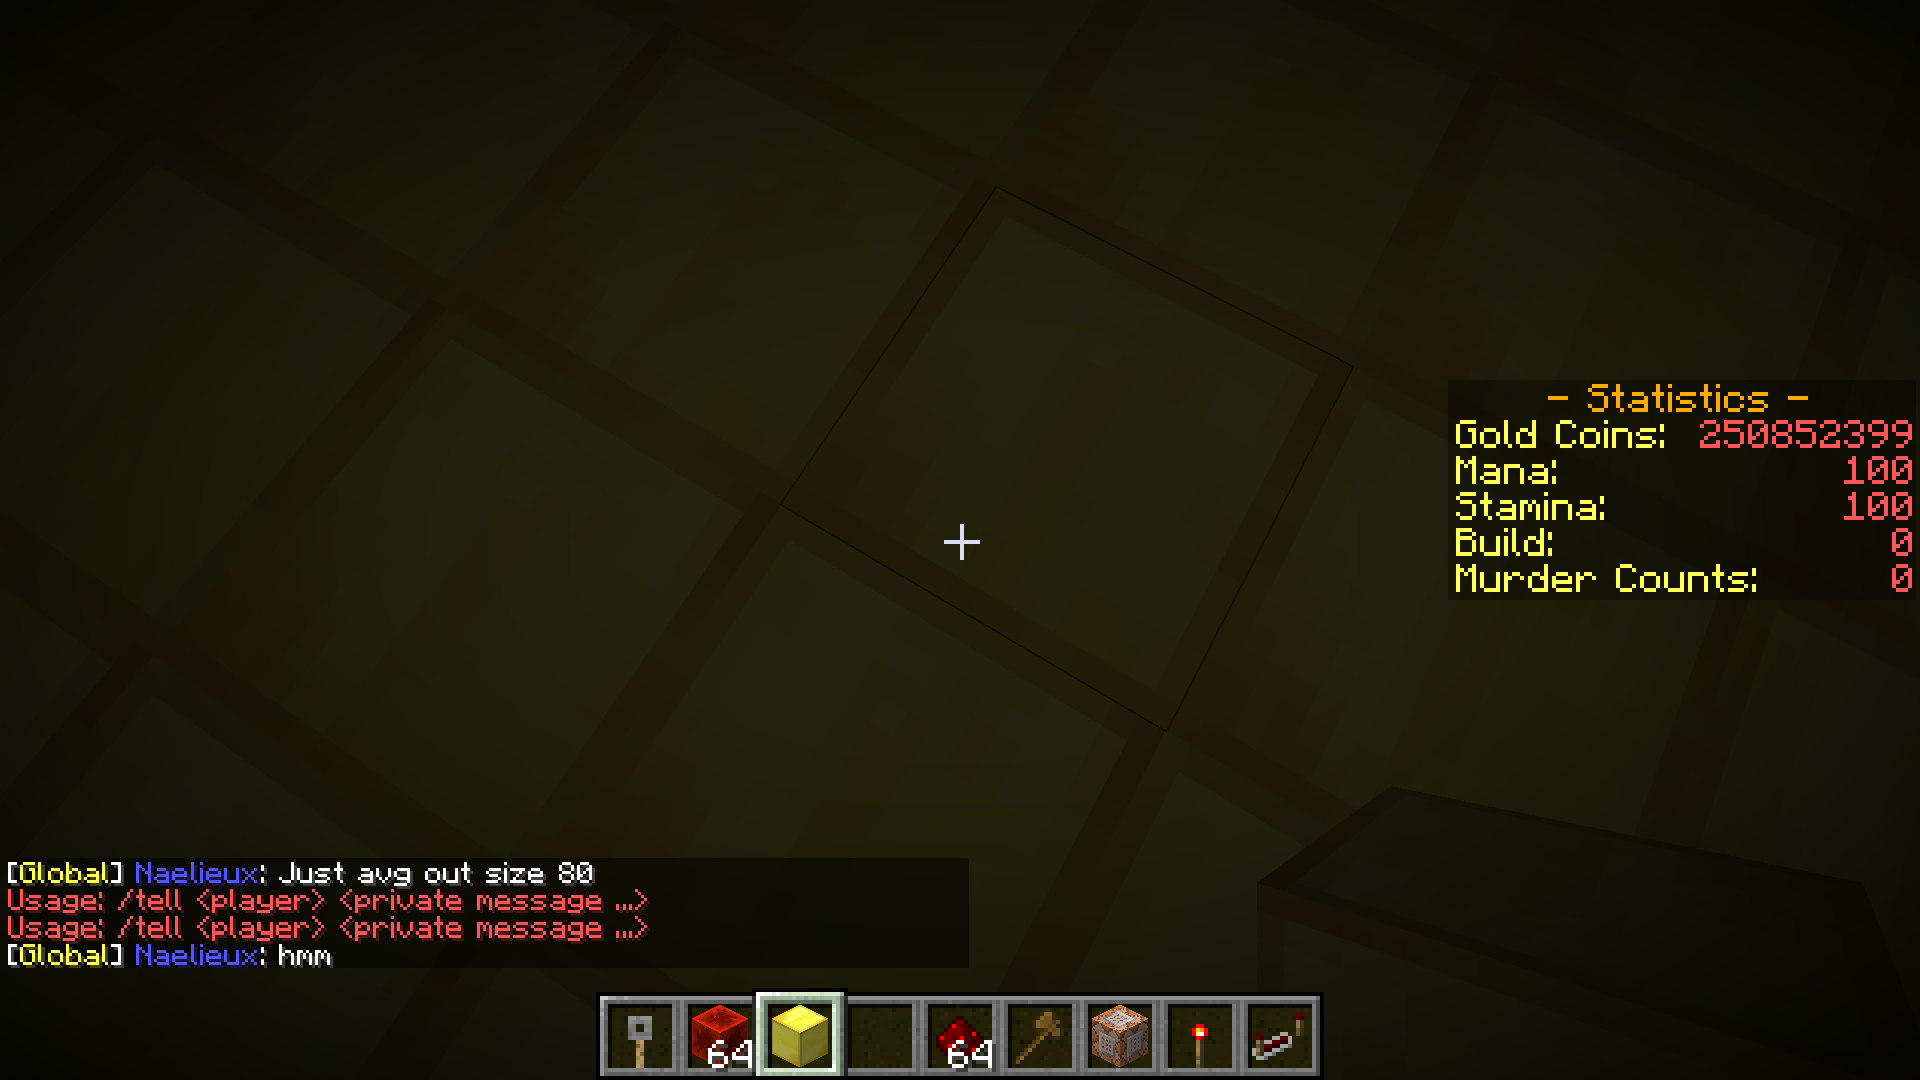 - Statistics -
Gold Coins: 250852399
Mana: 100
Stamina: 100
Build: 0
Murder Counts: 0
[Global] Naelieux: Just avg out size 80
Usage: /tell <player> <private message ...>
Usage: /tell <player> <private message ...>
[Global] Naelieux: hmm
64 64